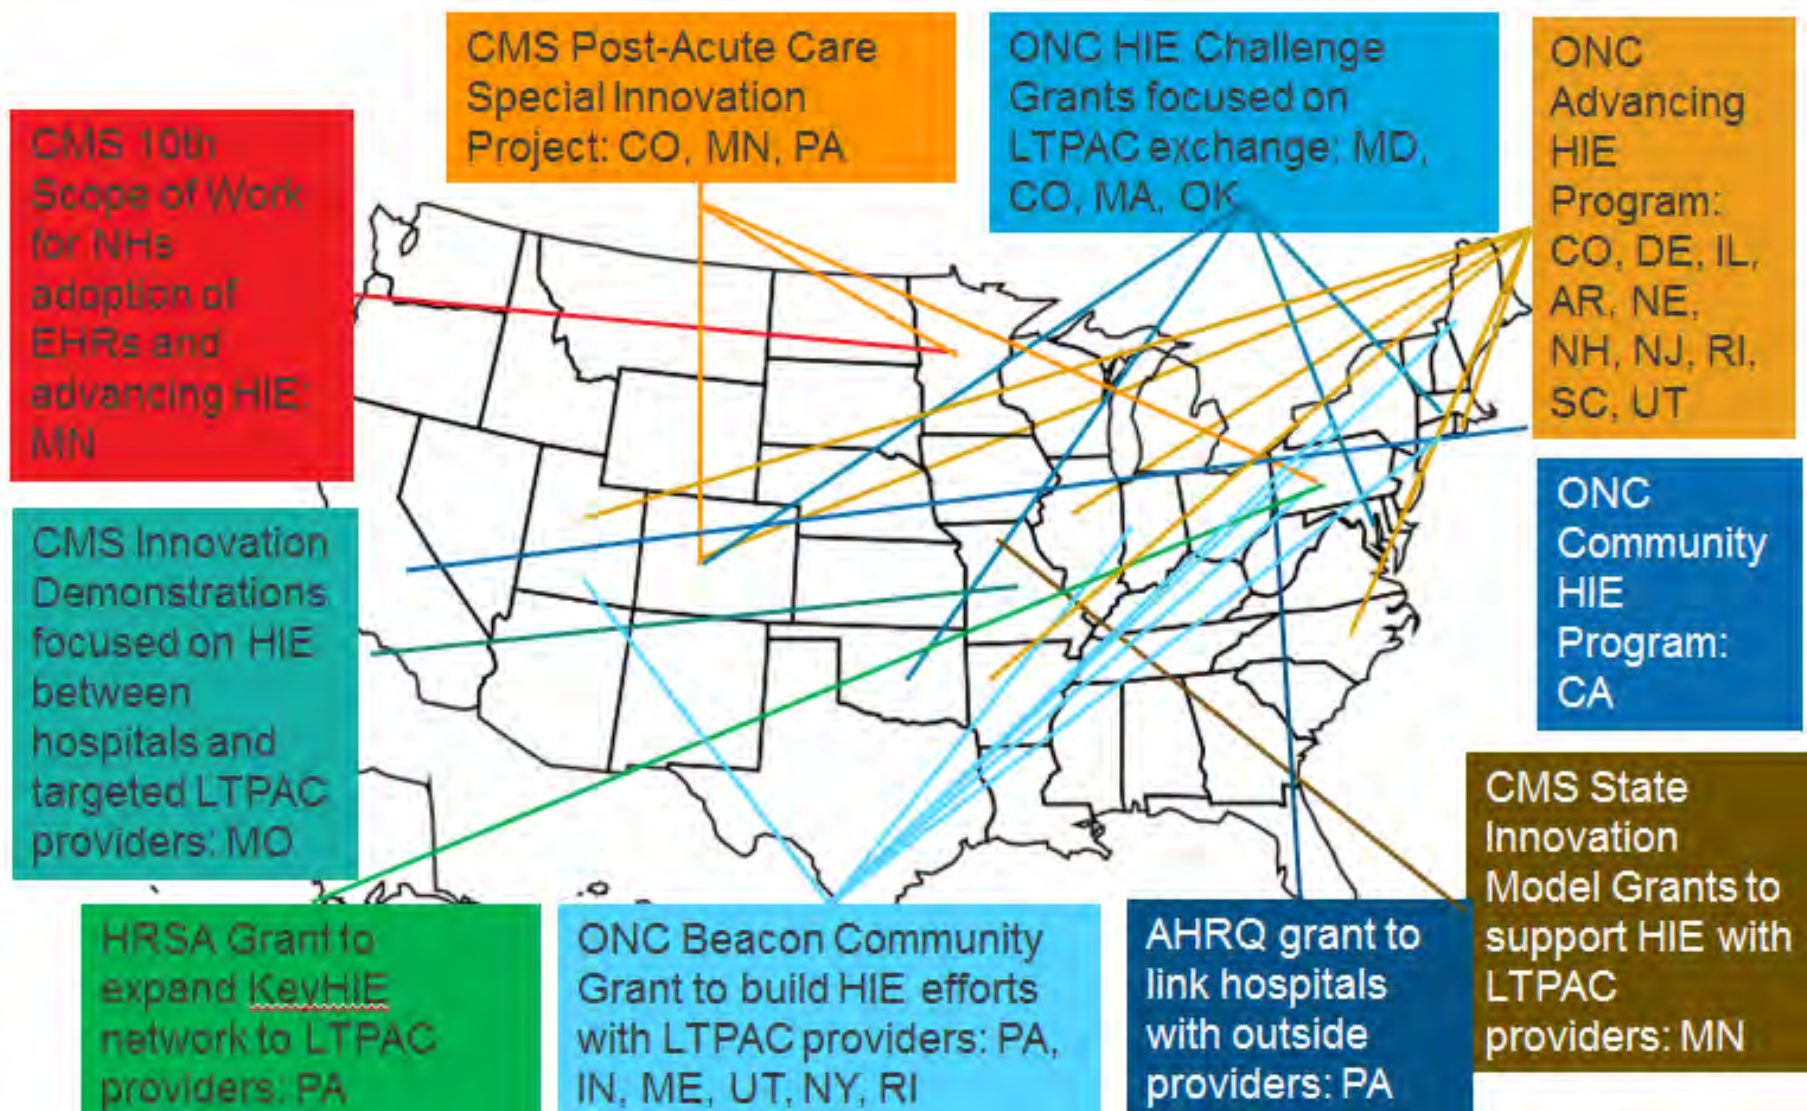 CMS Post-Acute Care
Special Innovation
Project: CO, MN, PA
ONC HIE Challenge
Grants focused on
LTPAC exchange: MD,
CO, MA, OK
ONC
Advancing
HIE
Program:
CO, DE, IL,
AR, NE,
NH, NJ, RI,
SC, UT
CMS 10th
Scope of Work
for NHs
adoption of
EHRs and
advancing HIE:
MN
ONC
Community
HIE
Program:
CA
CMS Innovation
Demonstrations
focused on HIE
between
hospitals and
targeted LTPAC
providers: MO
CMS State
Innovation
Model Grants to
support HIE with
LTPAC
providers: MN
HRSA Grant to
expand KeyHIE
network to LTPAC
providers: PA
ONC Beacon Community
Grant to build HIE efforts
with LTPAC providers: PA,
IN, ME, UT, NY, RI
AHRQ grant to
link hospitals
with outside
providers: PA